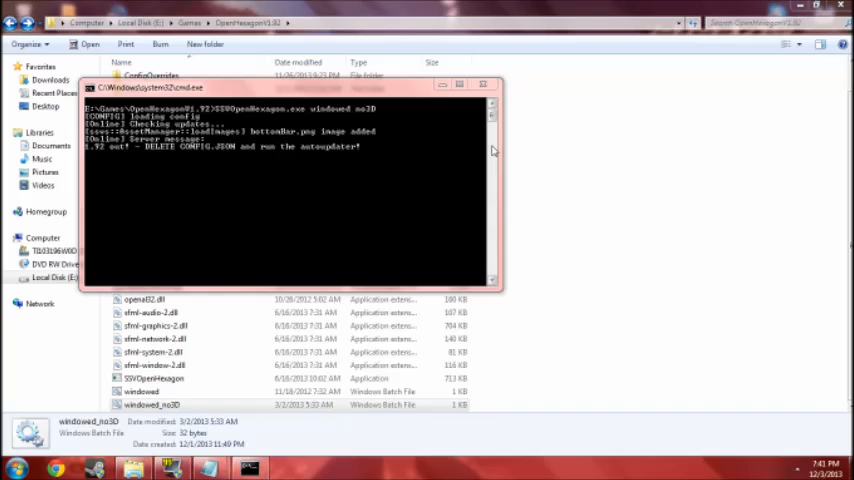 Computer ▸ Local Disk (E:) ▸ Games ▸ OpenHexagonV1.92 ▸
Search OpenHexagonV1.92
Organize ▾ Open Print Burn New folder
Favorites
Downloads
Recent Places
Desktop
Libraries
Documents
Music
Pictures
Videos
Homegroup
Computer
TI103196W0D
DVD RW Drive
Local Disk (E:)
Network
Name Date modified Type Size
ConfigOverrides 11/26/2013 9:23 PM File folder
C:\Windows\system32\cmd.exe
E:\Games\OpenHexagonV1.92>SSVOpenHexagon.exe windowed no3D
[CONFIG] loading config
[Online] Checking updates...
[ssvs::AssetManager::loadImages] bottomBar.png image added
[Online] Server message:
1.92 out! - DELETE CONFIG.JSON and run the autoupdater!
openal32.dll 10/26/2012 5:02 AM Application extens... 100 KB
sfml-audio-2.dll 6/16/2013 7:31 AM Application extens... 107 KB
sfml-graphics-2.dll 6/16/2013 7:31 AM Application extens... 704 KB
sfml-network-2.dll 6/16/2013 7:31 AM Application extens... 140 KB
sfml-system-2.dll 6/16/2013 7:31 AM Application extens... 81 KB
sfml-window-2.dll 6/16/2013 7:31 AM Application extens... 116 KB
SSVOpenHexagon 6/16/2013 10:02 AM Application 713 KB
windowed 11/18/2012 7:32 AM Windows Batch File 1 KB
windowed_no3D 3/2/2013 5:33 AM Windows Batch File 1 KB
windowed_no3D Date modified: 3/2/2013 5:33 AM
Windows Batch File Size: 32 bytes
Date created: 12/1/2013 11:49 PM
7:41 PM
12/3/2013